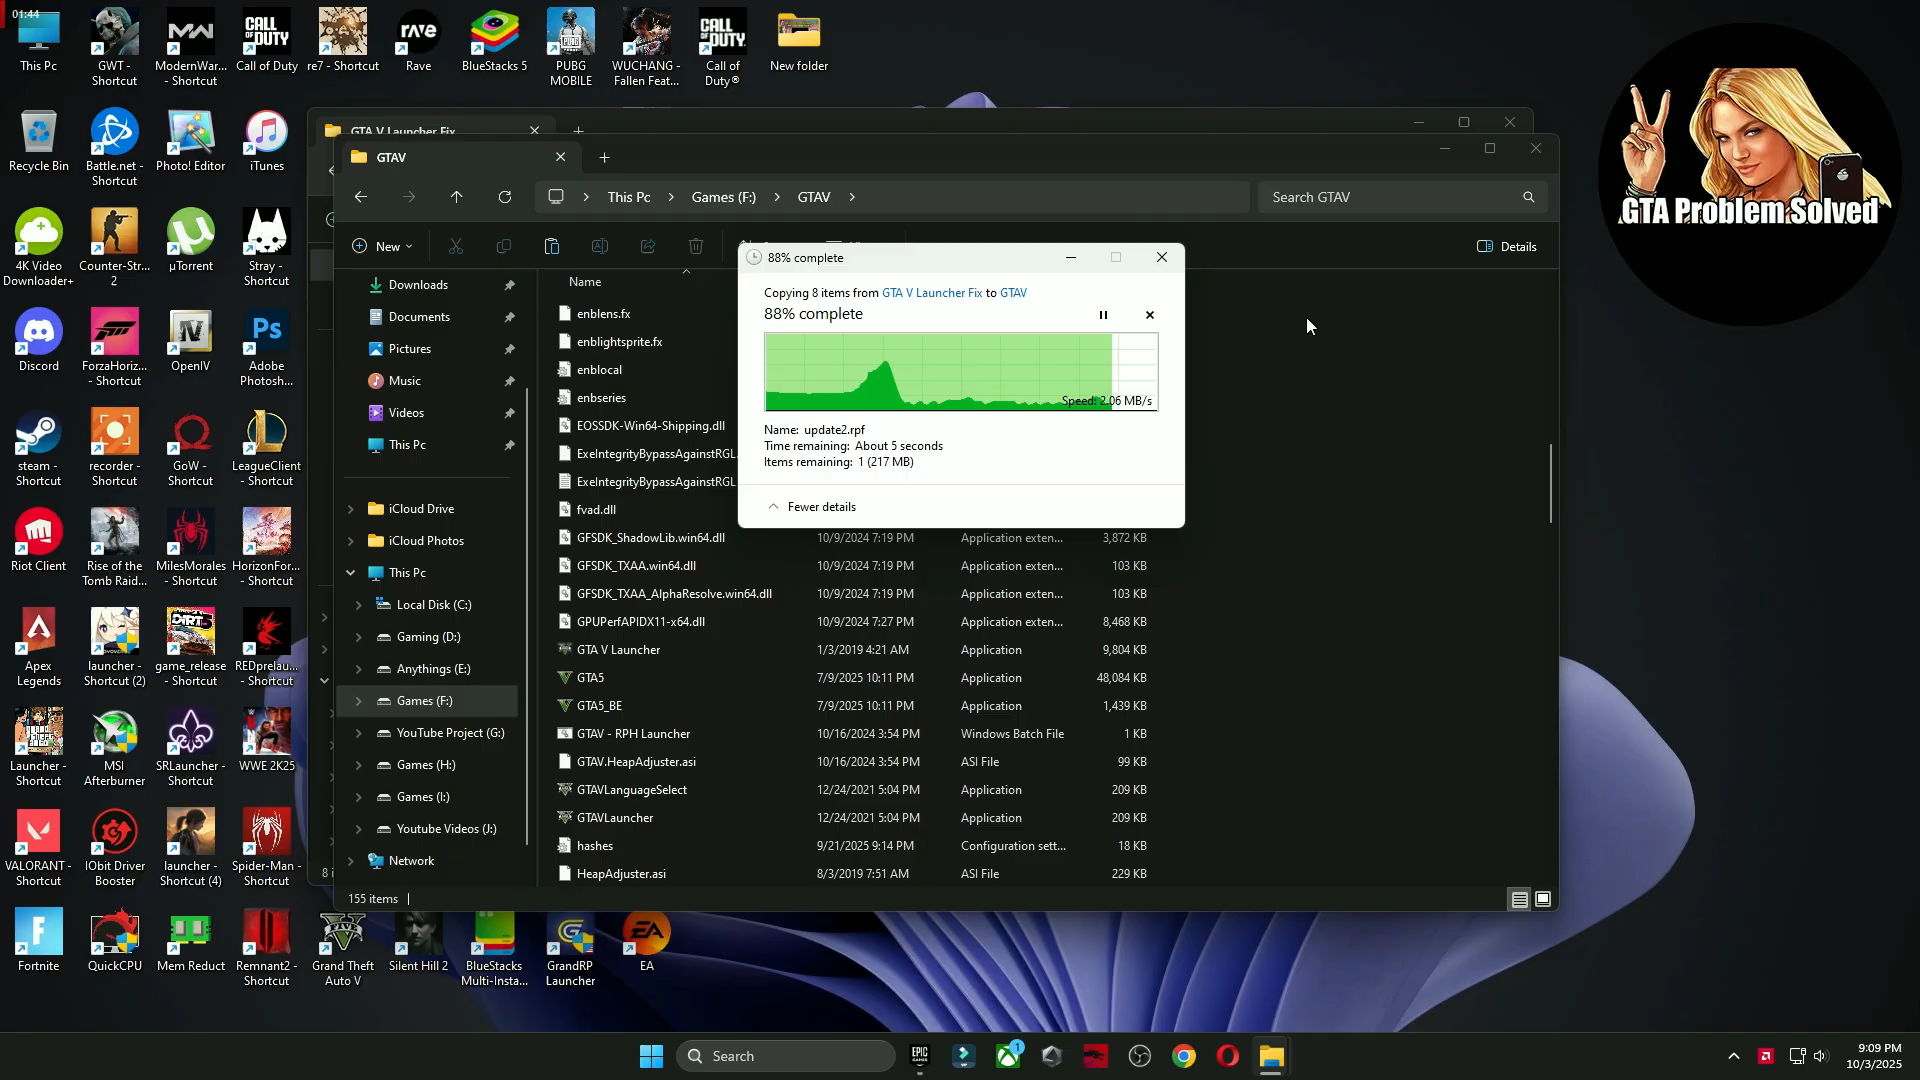 01:44
This Pc
GWT - Shortcut
ModernWar... - Shortcut
Call of Duty
re7 - Shortcut
Rave
BlueStacks 5
PUBG MOBILE
WUCHANG - Fallen Feat...
Call of Duty®
New folder
Recycle Bin
Battle.net - Shortcut
Photo! Editor
iTunes
4K Video Downloader+
Counter-Str... 2
µTorrent
Stray - Shortcut
Discord
ForzaHoriz... - Shortcut
OpenIV
Adobe Photosh...
steam - Shortcut
recorder - Shortcut
GoW - Shortcut
LeagueClient - Shortcut
Riot Client
Rise of the Tomb Raid...
MilesMorales - Shortcut
HorizonFor... - Shortcut
Apex Legends
launcher - Shortcut (2)
game_release - Shortcut
REDprelau... - Shortcut
Launcher - Shortcut
MSI Afterburner
SRLauncher - Shortcut
WWE 2K25
VALORANT - Shortcut
IObit Driver Booster
launcher - Shortcut (4)
Spider-Man - Shortcut
Fortnite
QuickCPU
Mem Reduct
Remnant2 - Shortcut
Grand Theft Auto V
Silent Hill 2
BlueStacks Multi-Insta...
GrandRP Launcher
EA
GTA Problem Solved
GTA V Launcher Fix
GTAV
This Pc > Games (F:) > GTAV >
Search GTAV
New
Details
Downloads
Documents
Pictures
Music
Videos
This Pc
iCloud Drive
iCloud Photos
This Pc
Local Disk (C:)
Gaming (D:)
Anythings (E:)
Games (F:)
YouTube Project (G:)
Games (H:)
Games (I:)
Youtube Videos (J:)
Network
Name
enblens.fx
enblightsprite.fx
enblocal
enbseries
EOSSDK-Win64-Shipping.dll
ExeIntegrityBypassAgainstRGL
ExeIntegrityBypassAgainstRGL
fvad.dll
GFSDK_ShadowLib.win64.dll 10/9/2024 7:19 PM Application exten... 3,872 KB
GFSDK_TXAA.win64.dll 10/9/2024 7:19 PM Application exten... 103 KB
GFSDK_TXAA_AlphaResolve.win64.dll 10/9/2024 7:19 PM Application exten... 103 KB
GPUPerfAPIDX11-x64.dll 10/9/2024 7:27 PM Application exten... 8,468 KB
GTA V Launcher 1/3/2019 4:21 AM Application 9,804 KB
GTA5 7/9/2025 10:11 PM Application 48,084 KB
GTA5_BE 7/9/2025 10:11 PM Application 1,439 KB
GTAV - RPH Launcher 10/16/2024 3:54 PM Windows Batch File 1 KB
GTAV.HeapAdjuster.asi 10/16/2024 3:54 PM ASI File 99 KB
GTAVLanguageSelect 12/24/2021 5:04 PM Application 209 KB
GTAVLauncher 12/24/2021 5:04 PM Application 209 KB
hashes 9/21/2025 9:14 PM Configuration sett... 18 KB
HeapAdjuster.asi 8/3/2019 7:51 AM ASI File 229 KB
155 items
88% complete
Copying 8 items from GTA V Launcher Fix to GTAV
88% complete
Speed: 2.06 MB/s
Name: update2.rpf
Time remaining: About 5 seconds
Items remaining: 1 (217 MB)
Fewer details
Search
9:09 PM
10/3/2025